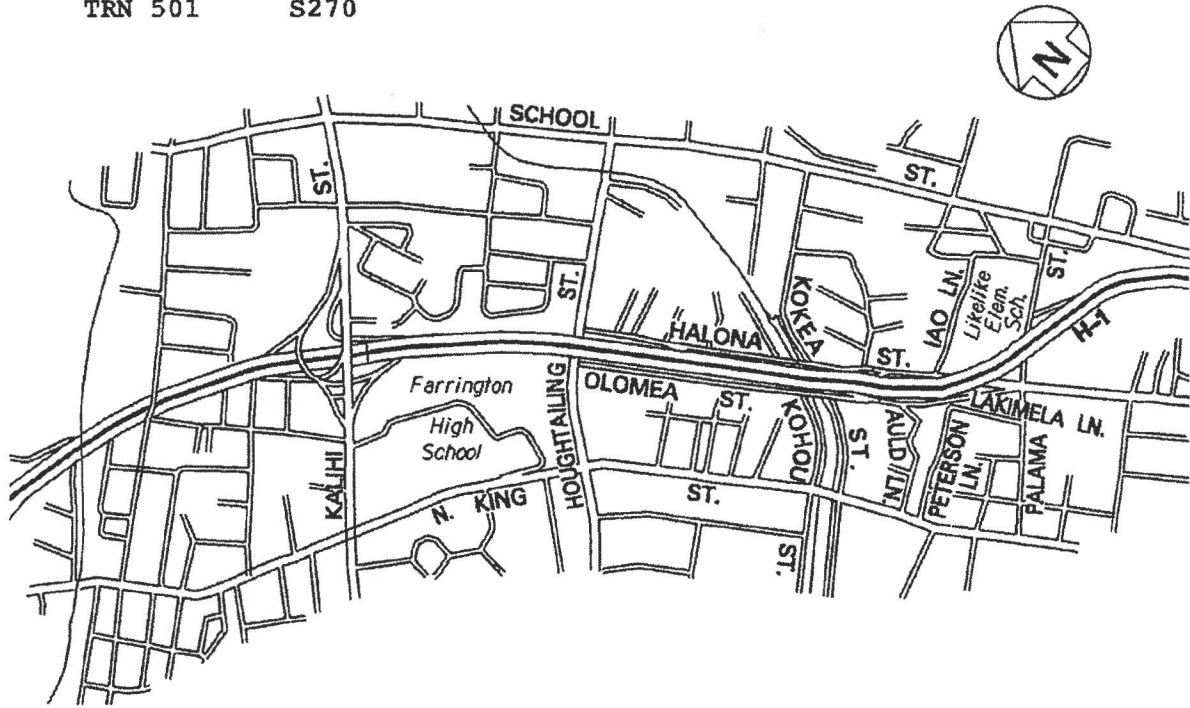 TRN 501 S270
N
SCHOOL
ST.
ST.
KALIHI
ST.
HOUGHTAILING
ST.
HALONA
ST.
KOKEA
IAO LN.
Likelike
Elem.
Sch.
ST.
H-1
Farrington
High
School
OLOMEA
ST.
KOHOU
ST.
ST.
AULD LN.
PETERSON
LN.
LAKIMELA LN.
PALAMA
N. KING
ST.